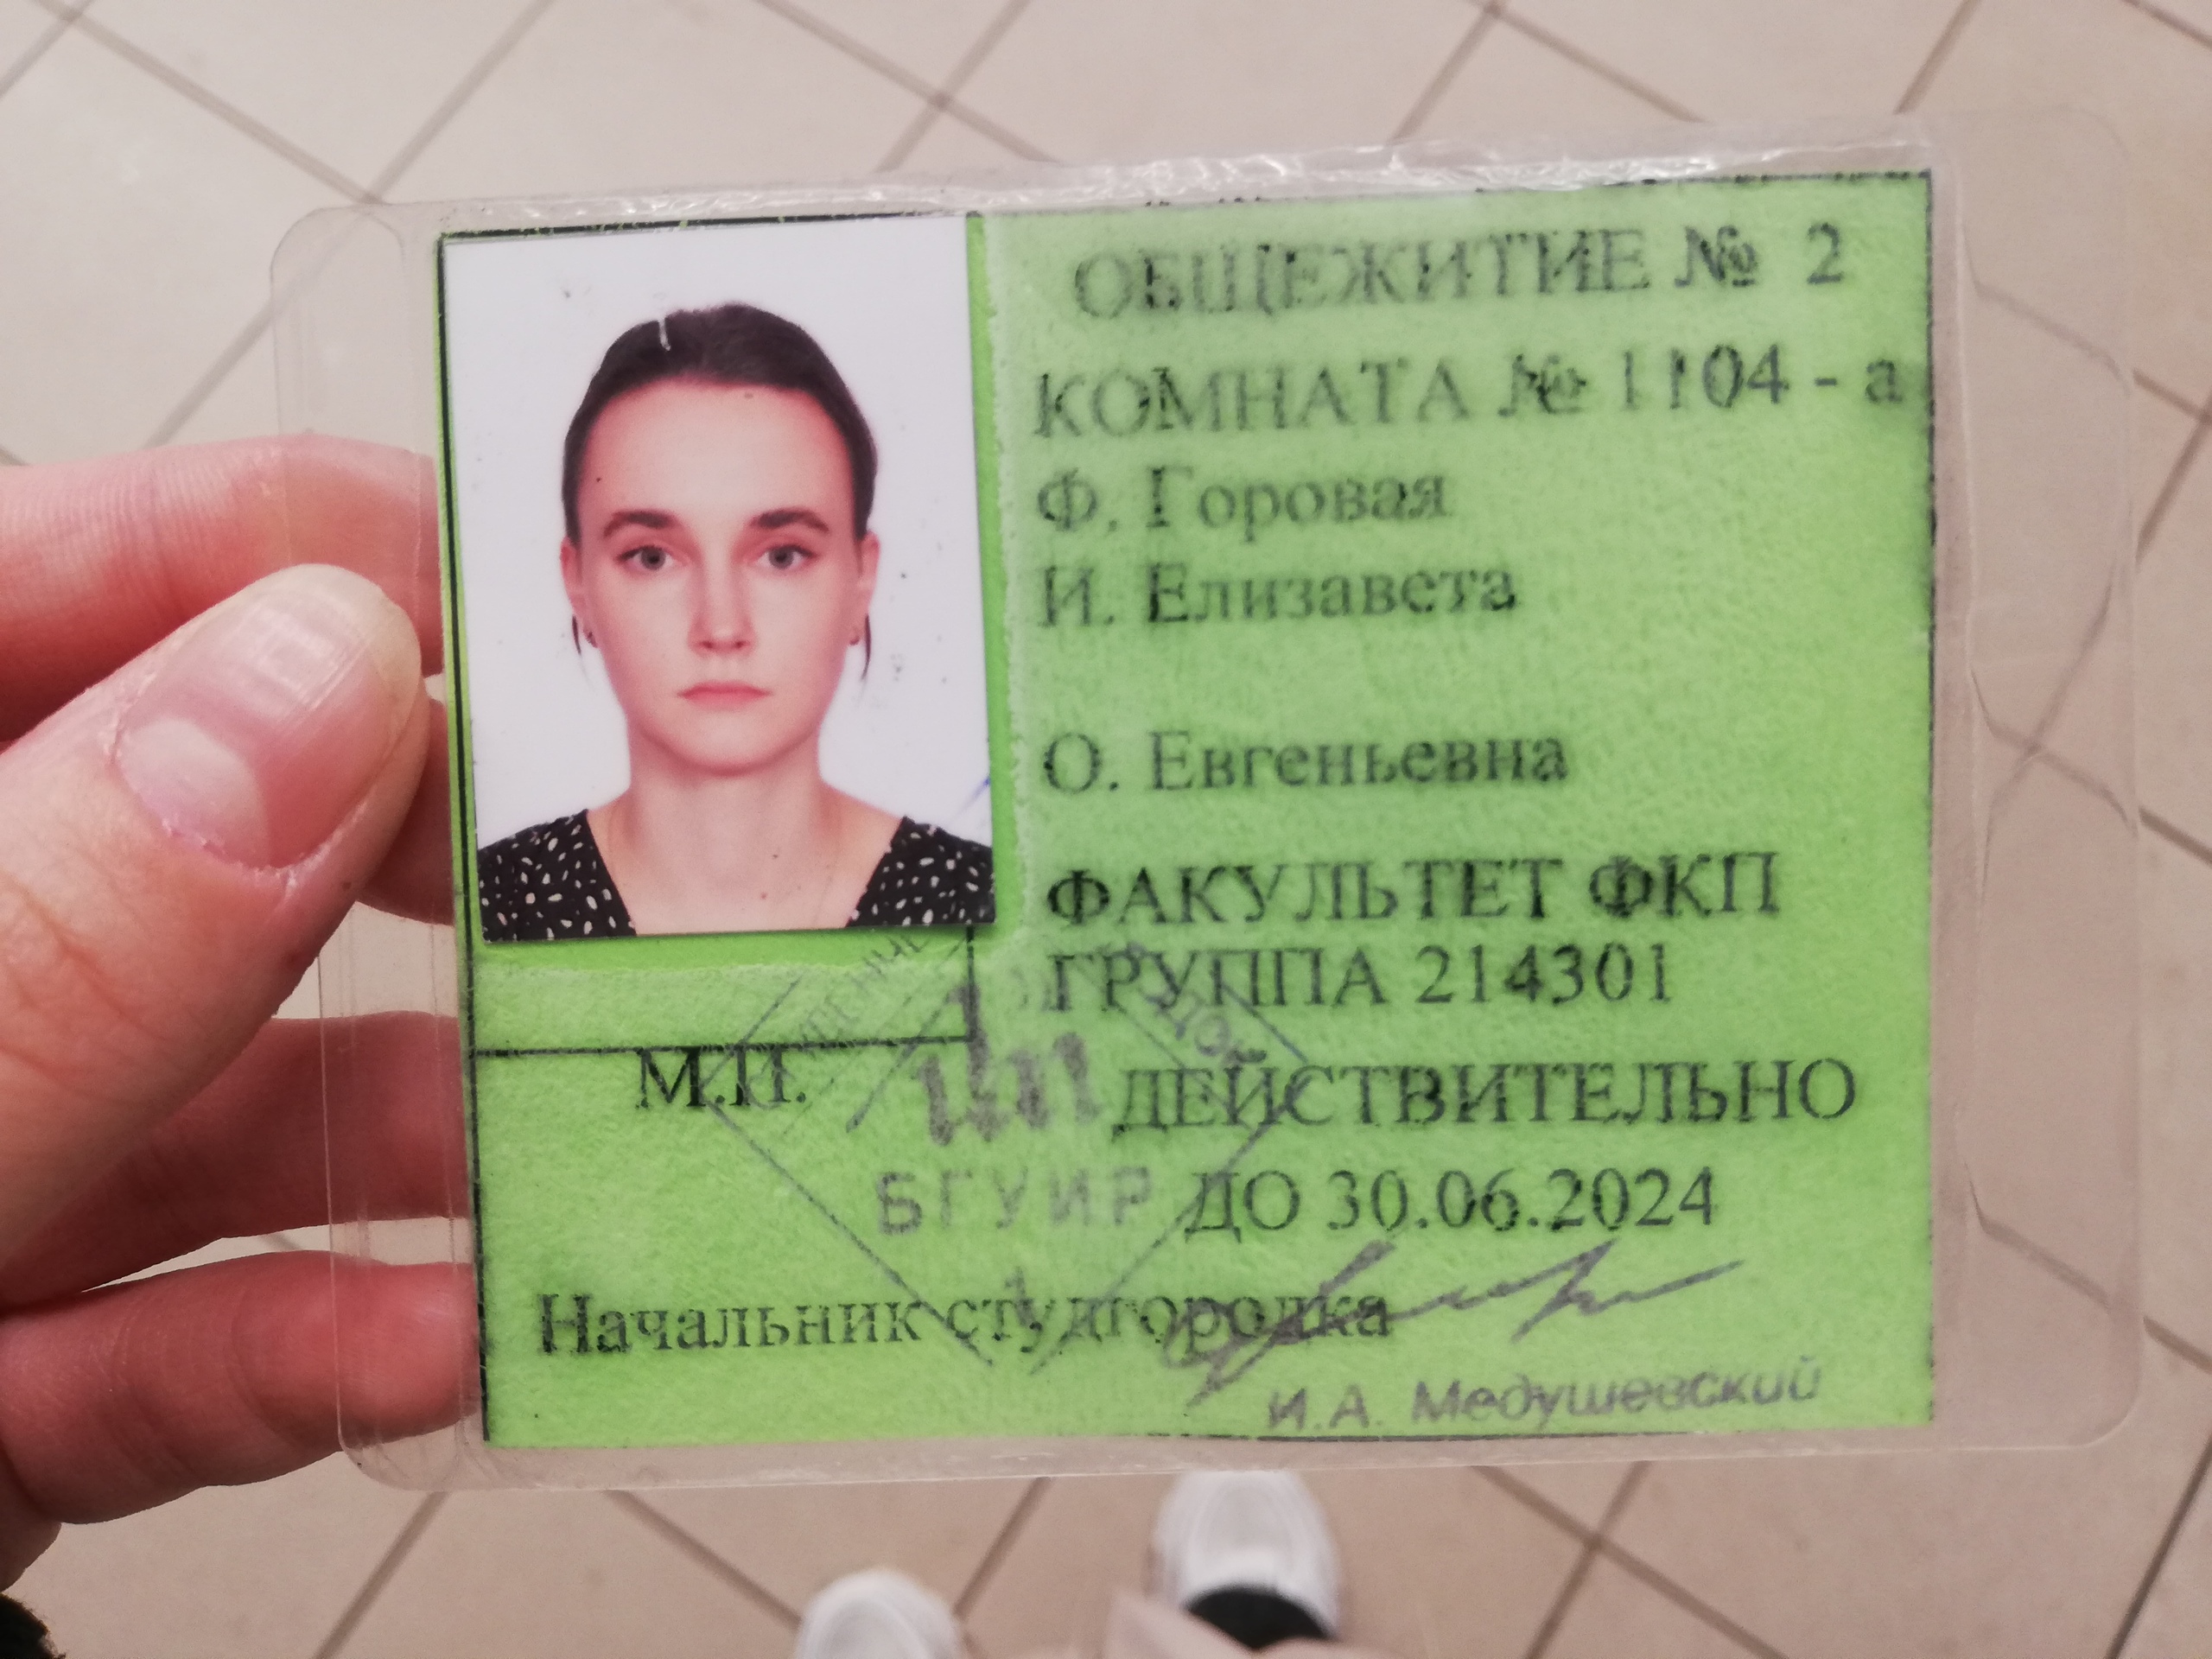 ОБЩЕЖИТИЕ № 2
КОМНАТА № 1104 - а
Ф. Горовая
И. Елизавета
О. Евгеньевна
ФАКУЛЬТЕТ ФКП
ГРУППА 214301
М.П.
ДЕЙСТВИТЕЛЬНО
БГУИР
ДО 30.06.2024
Начальник студгородка
И.А. Медушевский